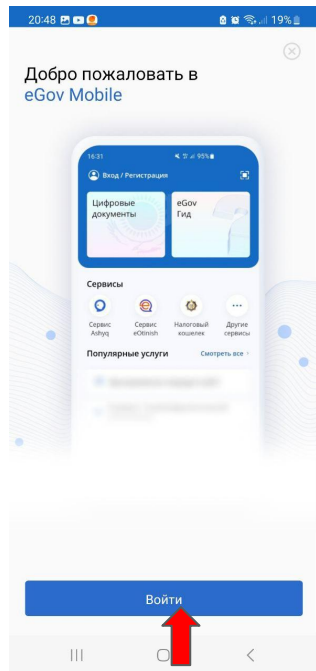 20:48 19%
Добро пожаловать в
eGov Mobile
16:31 95%
Вход / Регистрация
Цифровые
документы
eGov
Гид
Сервисы
Сервис
Ashyq
Сервис
eOtinish
Налоговый
кошелек
Другие
сервисы
Популярные услуги Смотреть все
Войти